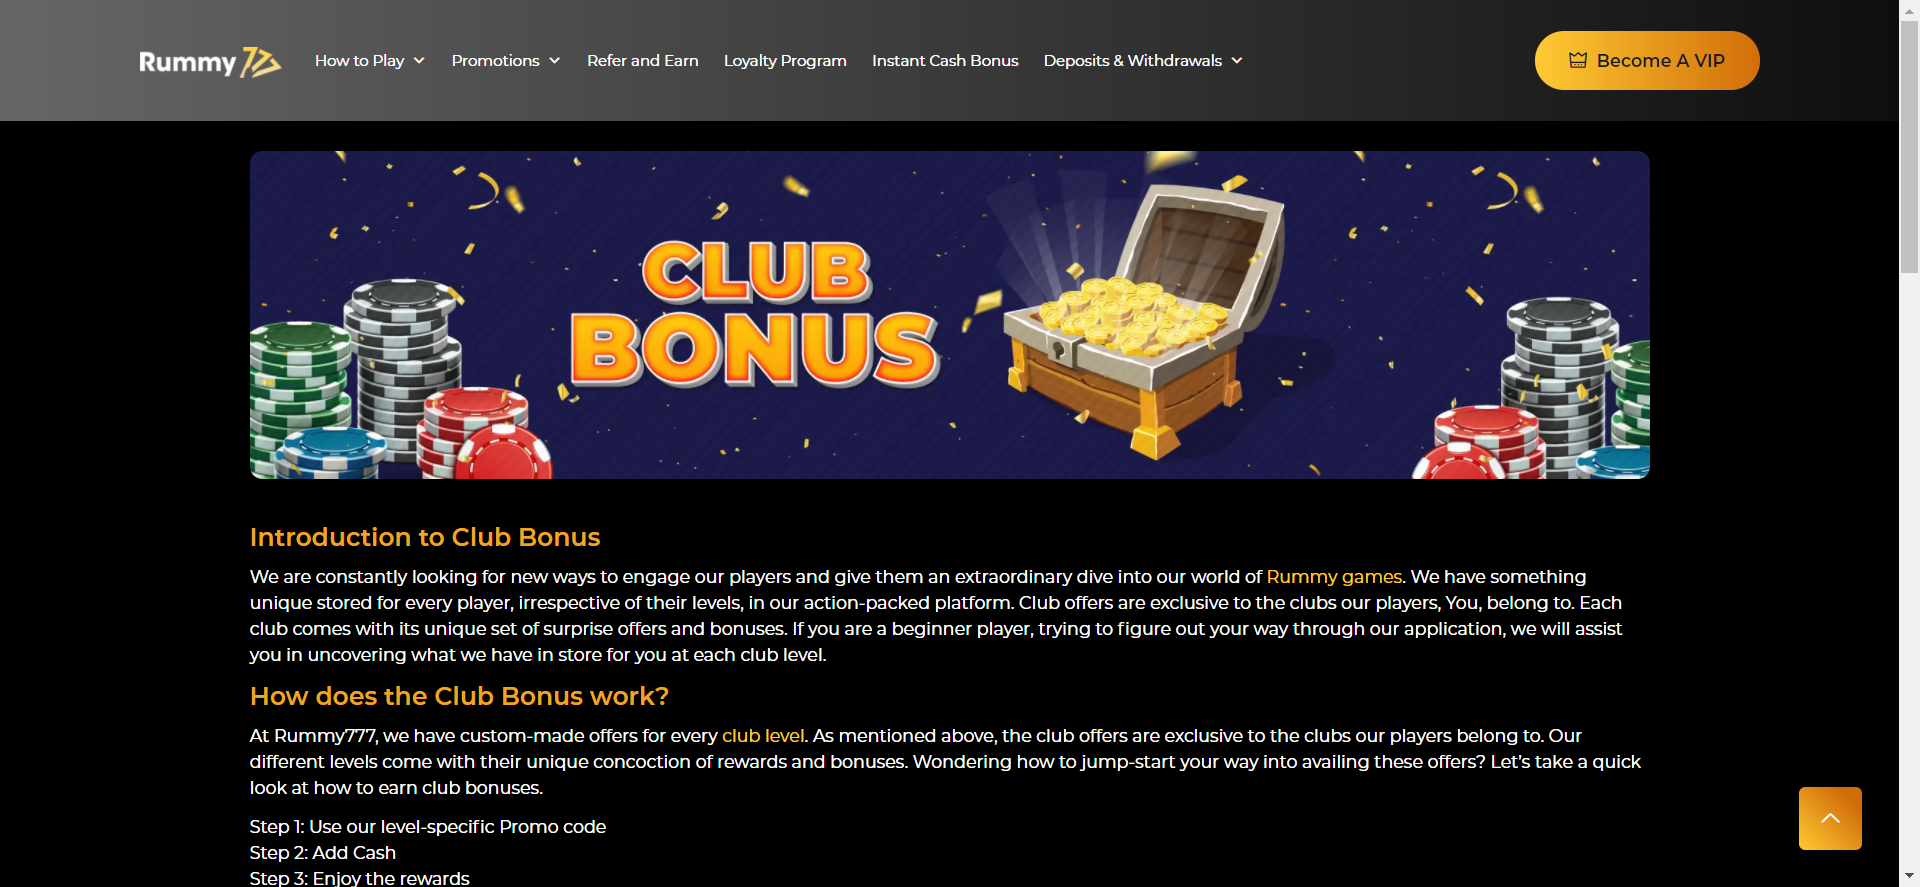 Rummy 777
How to Play
Promotions
Refer and Earn
Loyalty Program
Instant Cash Bonus
Deposits & Withdrawals
Become A VIP
CLUB
BONUS
Introduction to Club Bonus
We are constantly looking for new ways to engage our players and give them an extraordinary dive into our world of Rummy games. We have something
unique stored for every player, irrespective of their levels, in our action-packed platform. Club offers are exclusive to the clubs our players, You, belong to. Each
club comes with its unique set of surprise offers and bonuses. If you are a beginner player, trying to figure out your way through our application, we will assist
you in uncovering what we have in store for you at each club level.
How does the Club Bonus work?
At Rummy777, we have custom-made offers for every club level. As mentioned above, the club offers are exclusive to the clubs our players belong to. Our
different levels come with their unique concoction of rewards and bonuses. Wondering how to jump-start your way into availing these offers? Let’s take a quick
look at how to earn club bonuses.
Step 1: Use our level-specific Promo code
Step 2: Add Cash
Step 3: Enjoy the rewards